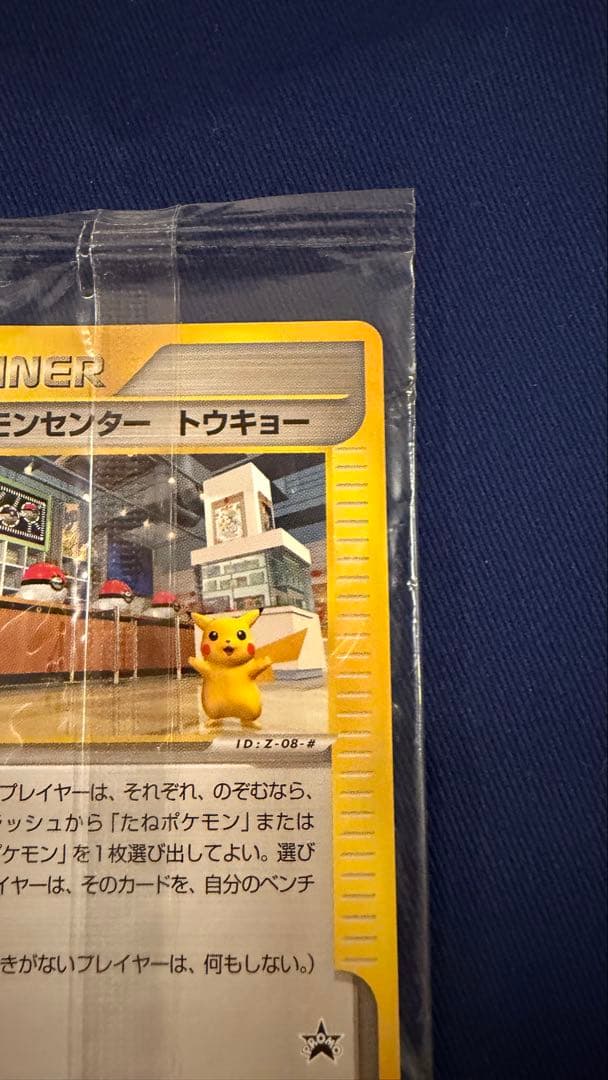 INER
モンセンター　トウキョー
ID:Z-08-#
プレイヤーは、それぞれ、のぞむなら、
ラッシュから「たねポケモン」または
ポケモン」を1枚選び出してよい。選び
イヤーは、そのカードを、自分のベンチ
きがないプレイヤーは、何もしない。)
PROMO